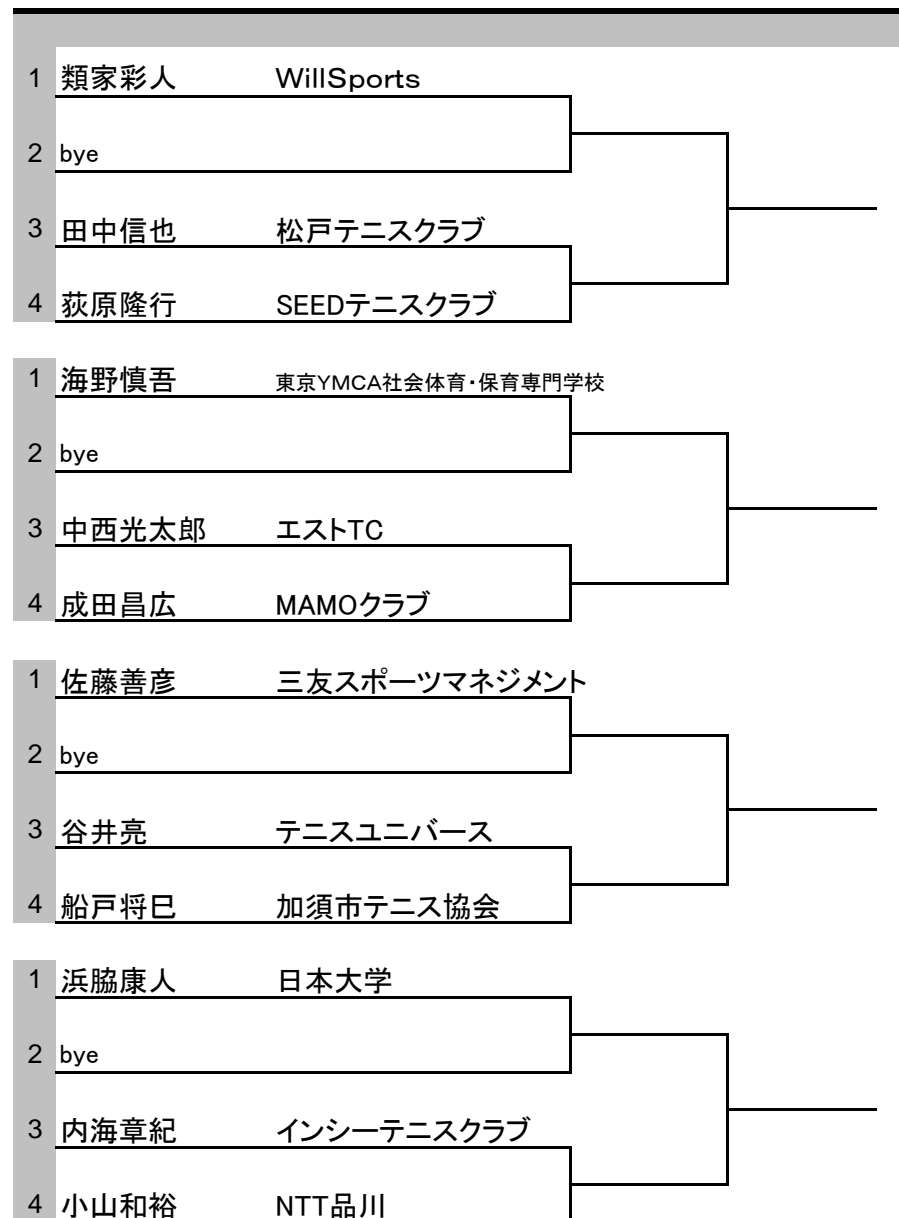 1 類家彩人 WillSports
2 bye
3 田中信也 松戸テニスクラブ
4 荻原隆行 SEEDテニスクラブ
1 海野慎吾 東京YMCA社会体育・保育専門学校
2 bye
3 中西光太郎 エストTC
4 成田昌広 MAMOクラブ
1 佐藤善彦 三友スポーツマネジメント
2 bye
3 谷井亮 テニスユニバース
4 船戸将巳 加須市テニス協会
1 浜脇康人 日本大学
2 bye
3 内海章紀 インシーテニスクラブ
4 小山和裕 NTT品川